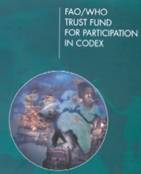 FAO/WHO
TRUST FUND
FOR PARTICIPATION
IN CODEX